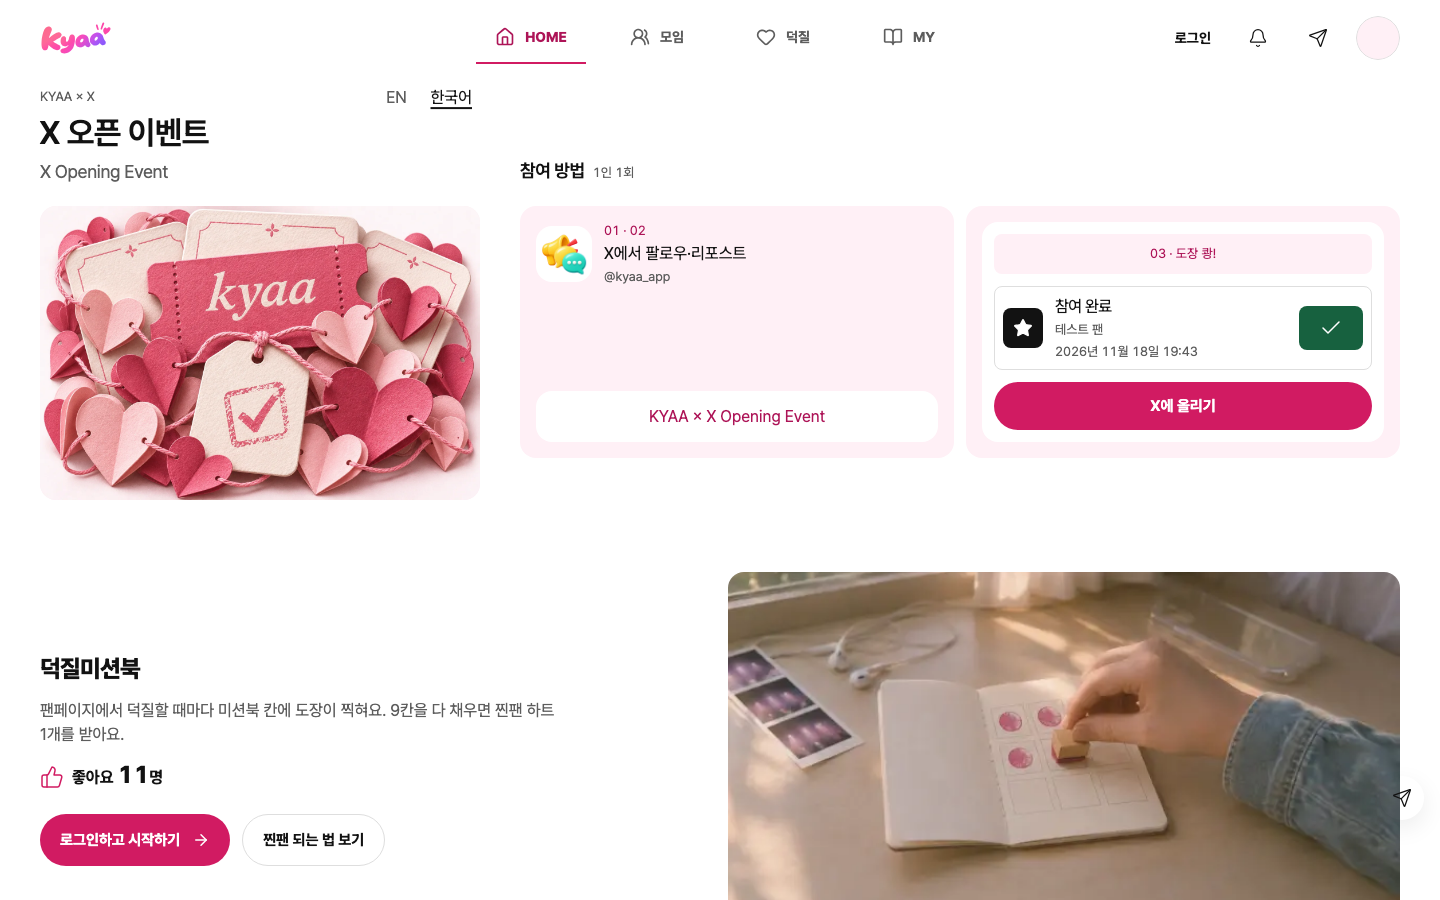 kyaa
HOME
모임
덕질
MY
로그인
KYAA × X
EN
한국어
X 오픈 이벤트
X Opening Event
kyaa
참여 방법 1인 1회
01 · 02
X에서 팔로우·리포스트
@kyaa_app
KYAA × X Opening Event
03 · 도장 쾅!
참여 완료
테스트 팬
2026년 11월 18일 19:43
X에 올리기
덕질미션북
팬페이지에서 덕질할 때마다 미션북 칸에 도장이 찍혀요. 9칸을 다 채우면 찐팬 하트
1개를 받아요.
좋아요 11명
로그인하고 시작하기
찐팬 되는 법 보기